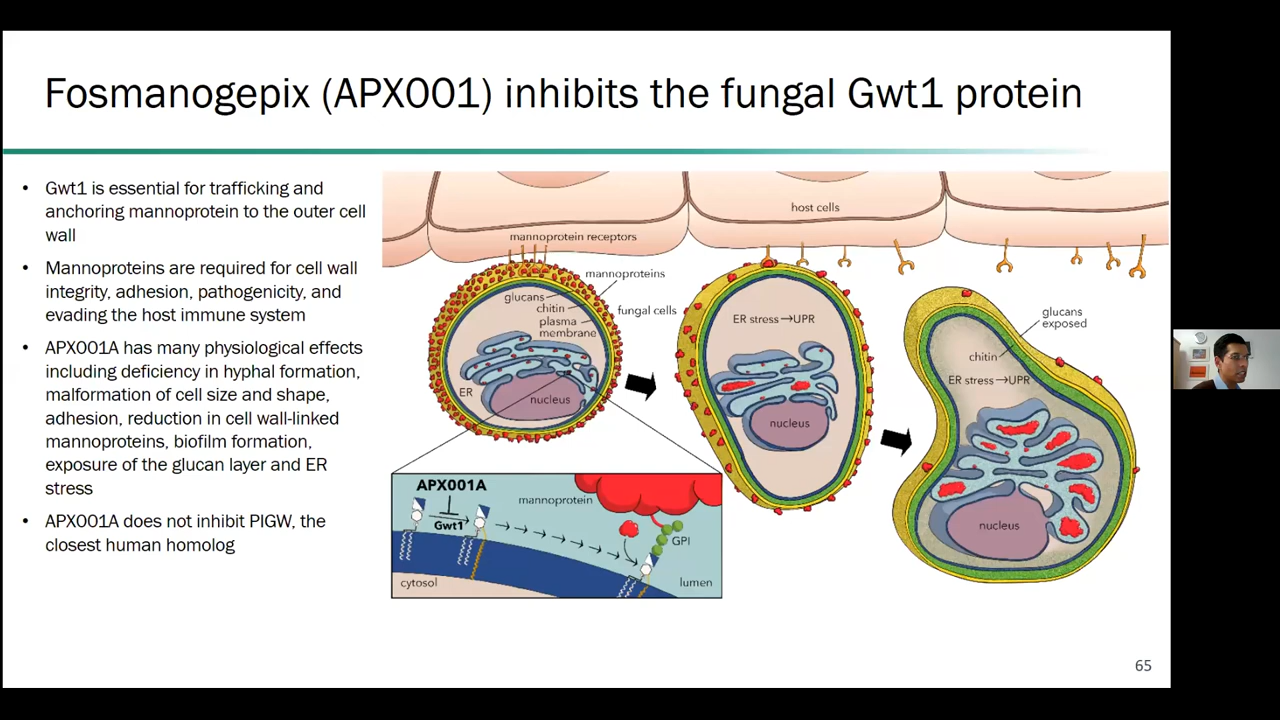 Fosmanogepix (APX001) inhibits the fungal Gwt1 protein
• Gwt1 is essential for trafficking and
anchoring mannoprotein to the outer cell
wall
• Mannoproteins are required for cell wall
integrity, adhesion, pathogenicity, and
evading the host immune system
• APX001A has many physiological effects
including deficiency in hyphal formation,
malformation of cell size and shape,
adhesion, reduction in cell wall-linked
mannoproteins, biofilm formation,
exposure of the glucan layer and ER
stress
• APX001A does not inhibit PIGW, the
closest human homolog
host cells
mannoprotein receptors
mannoproteins
glucans
chitin
plasma
membrane
fungal cells
ER
nucleus
ER stress→UPR
nucleus
glucans
exposed
chitin
ER stress→UPR
nucleus
APX001A
Gwt1
mannoprotein
GPI
cytosol
lumen
65